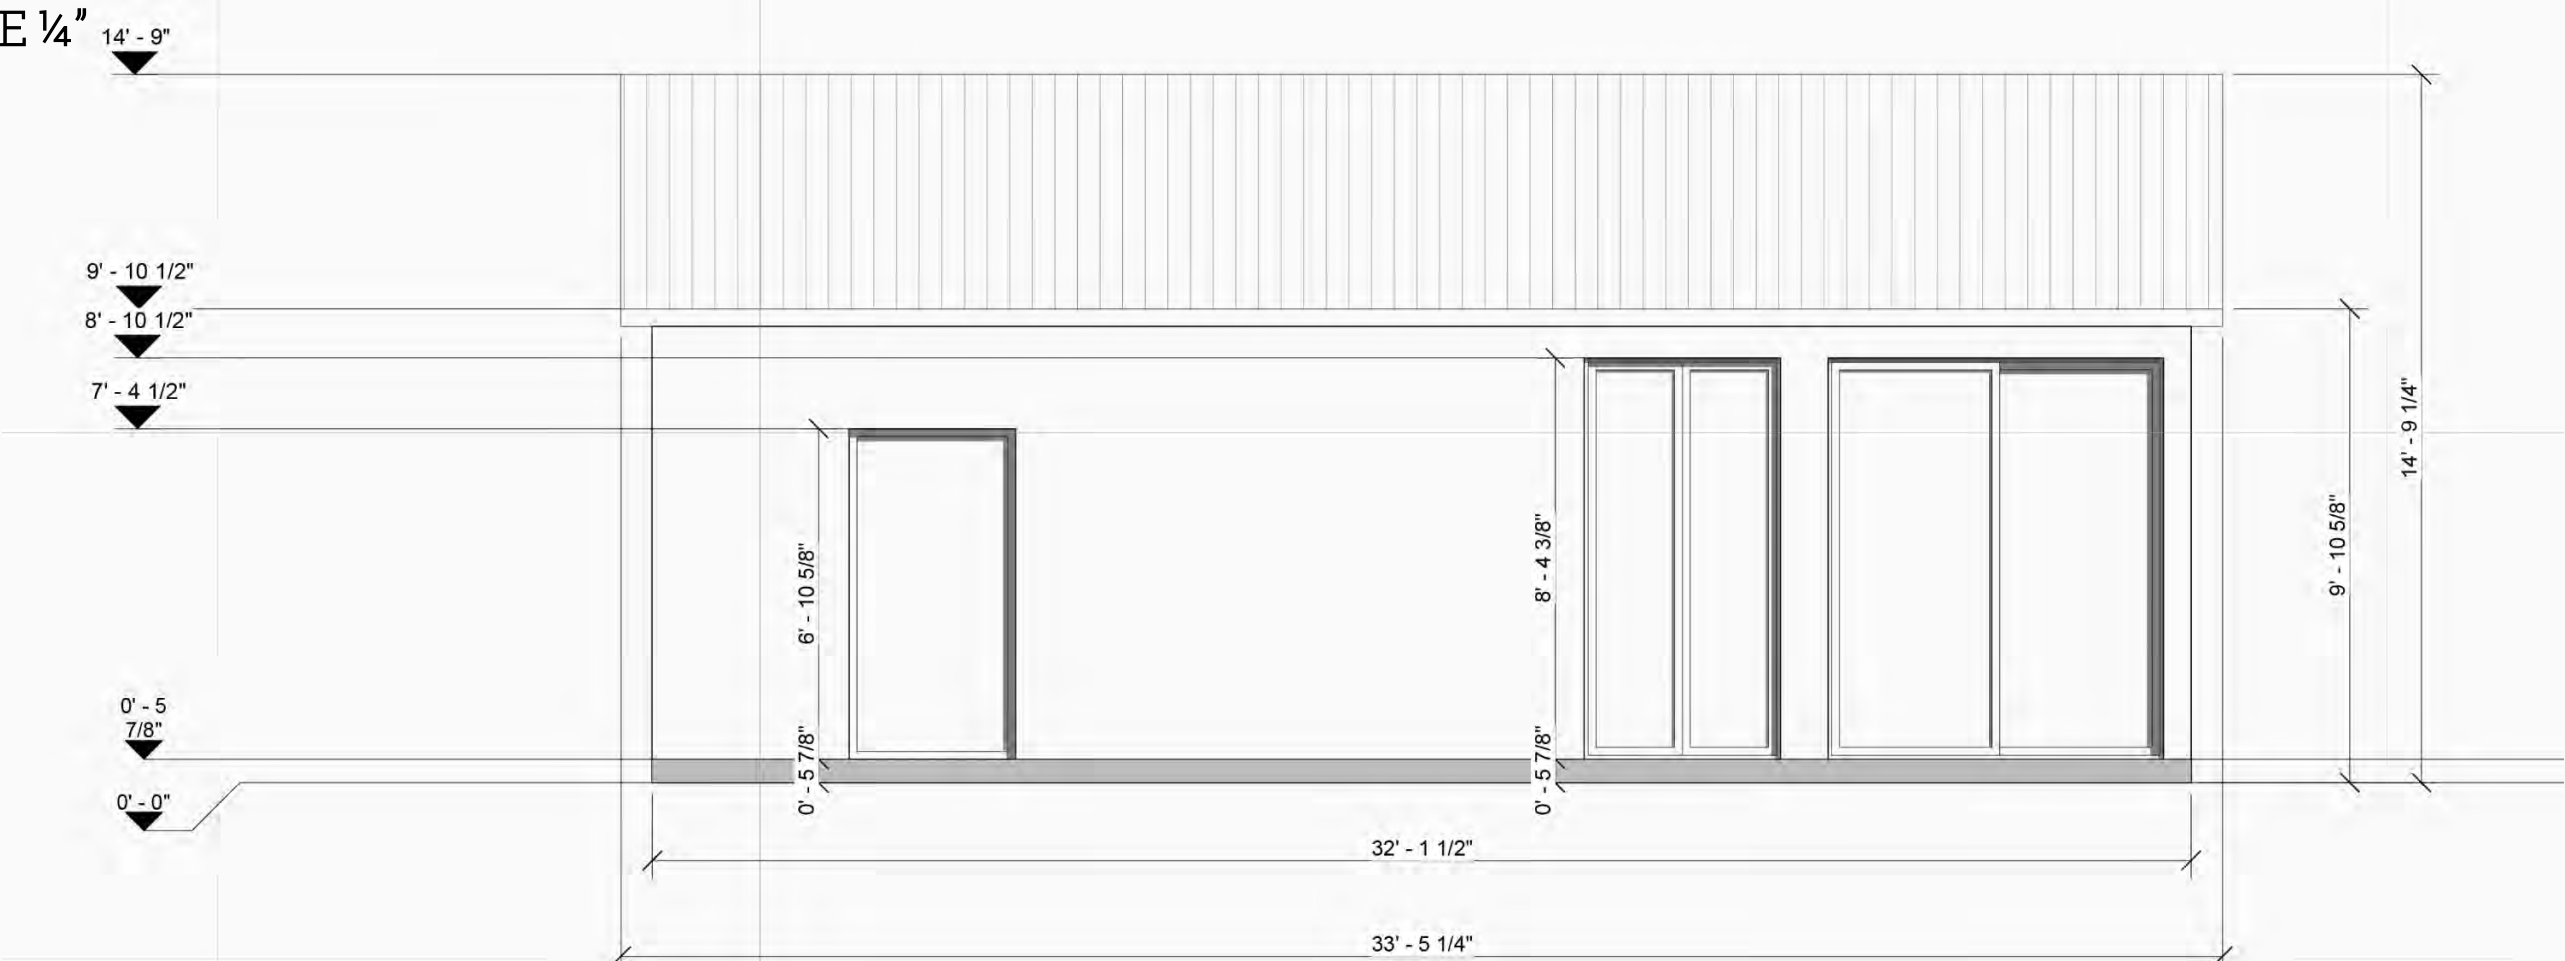 E ¼”
14' - 9"
9' - 10 1/2"
8' - 10 1/2"
7' - 4 1/2"
0' - 5
7/8"
0' - 0"
6' - 10 5/8"
0' - 5 7/8"
8' - 4 3/8"
0' - 5 7/8"
9' - 10 5/8"
14' - 9 1/4"
32' - 1 1/2"
33' - 5 1/4"